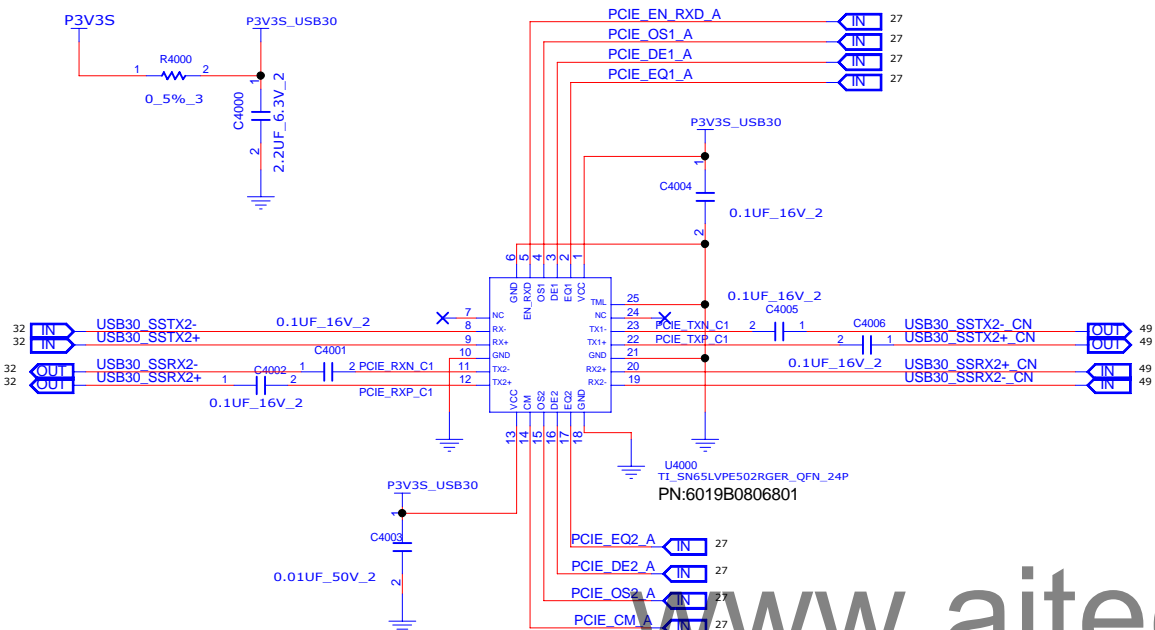 PCIE_EN_RXD_A IN 27
PCIE_OS1_A IN 27
PCIE_DE1_A IN 27
PCIE_EQ1_A IN 27
P3V3S
P3V3S_USB30
R4000
1 2
0_5%_3
1
C4000
2.2UF_6.3V_2
2
P3V3S_USB30
1
C4004
0.1UF_16V_2
2
6 5 4 3 2 1
GND EN_RXD OS1 DE1 EQ1 VCC
7 NC
8 RX-
9 RX+
10 GND
11 TX2-
12 TX2+
TML 25
NC 24
TX1- 23
TX1+ 22
GND 21
RX2+ 20
RX2- 19
VCC CM OS2 DE2 EQ2 GND
13 14 15 16 17 18
32 IN USB30_SSTX2-
32 IN USB30_SSTX2+
32 OUT USB30_SSRX2-
32 OUT USB30_SSRX2+
0.1UF_16V_2
C4001
1 2 PCIE_RXN_C1
C4002
1 2 PCIE_RXP_C1
0.1UF_16V_2
0.1UF_16V_2
C4005
PCIE_TXN_C1 2 1
C4006
PCIE_TXP_C1 2 1
0.1UF_16V_2
USB30_SSTX2-_CN OUT 49
USB30_SSTX2+_CN OUT 49
USB30_SSRX2+_CN IN 49
USB30_SSRX2-_CN IN 49
U4000
TI_SN65LVPE502RGER_QFN_24P
PN:6019B0806801
P3V3S_USB30
1
C4003
0.01UF_50V_2
2
PCIE_EQ2_A IN 27
PCIE_DE2_A IN 27
PCIE_OS2_A IN 27
PCIE_CM_A IN 27
www.aite